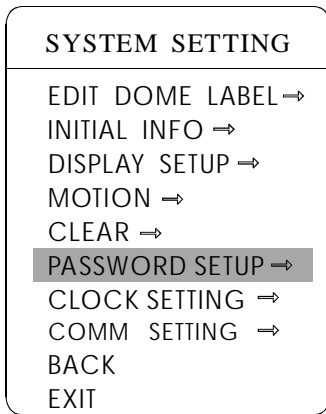 SYSTEM SETTING
EDIT DOME LABEL⇒
INITIAL INFO ⇒
DISPLAY SETUP ⇒
MOTION ⇒
CLEAR ⇒
PASSWORD SETUP ⇒
CLOCK SETTING ⇒
COMM SETTING ⇒
BACK
EXIT